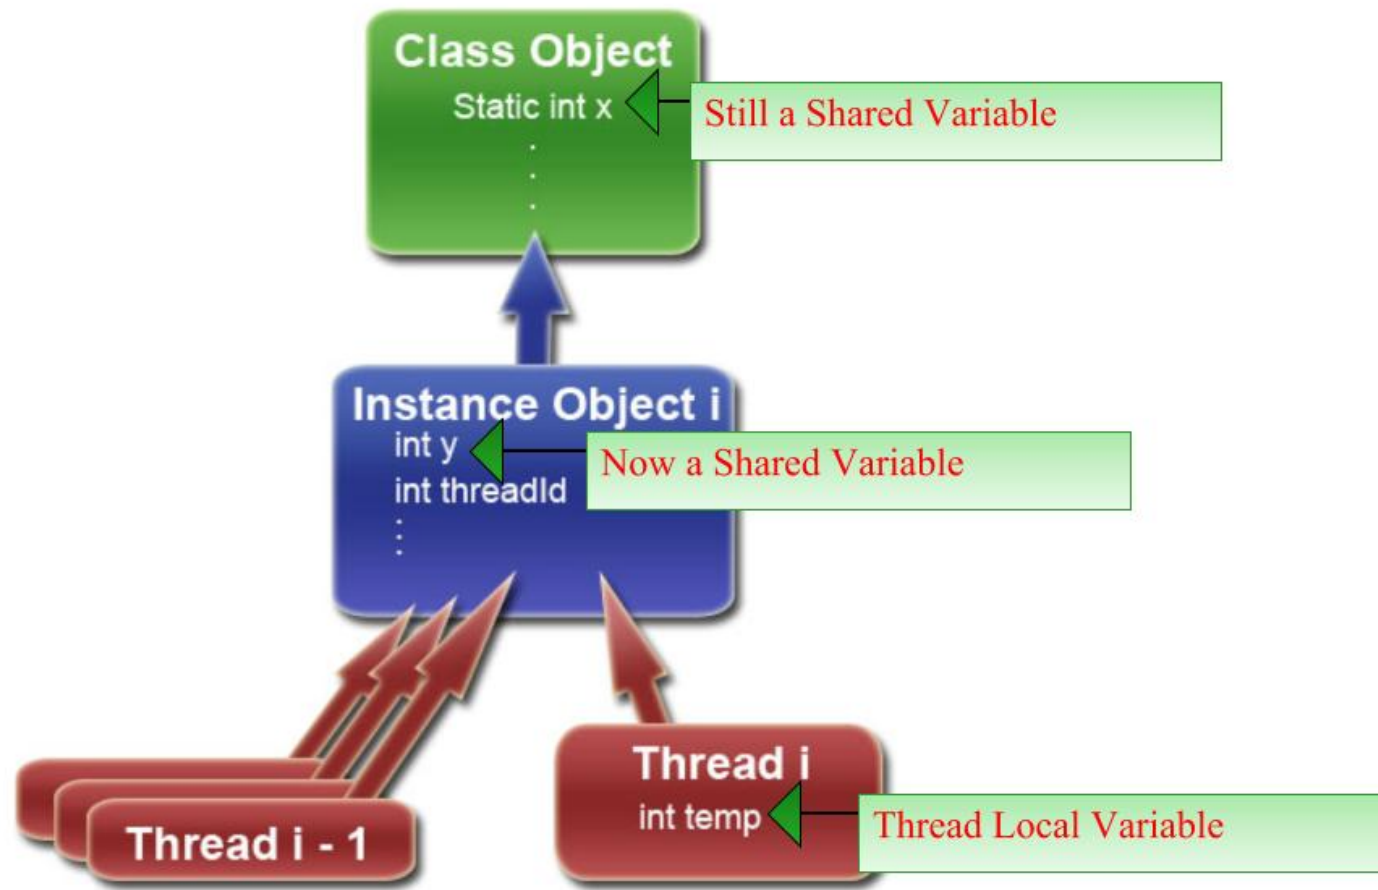 Class Object
Static int x
Still a Shared Variable
.
.
.
Instance Object i
int y
Now a Shared Variable
int threadId
.
.
.
Thread i
int temp
Thread Local Variable
Thread i - 1